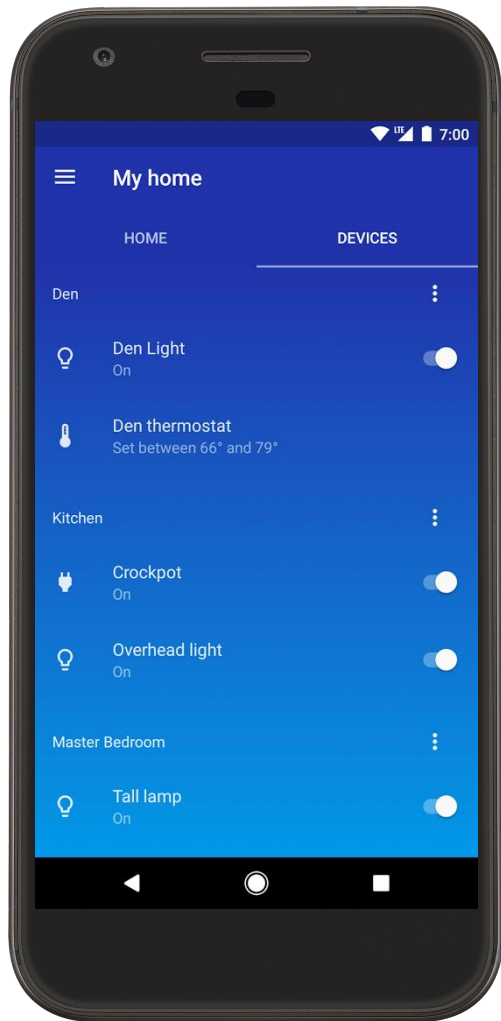 LTE 7:00
My home
HOME DEVICES
Den
Den Light
On
Den thermostat
Set between 66° and 79°
Kitchen
Crockpot
On
Overhead light
On
Master Bedroom
Tall lamp
On